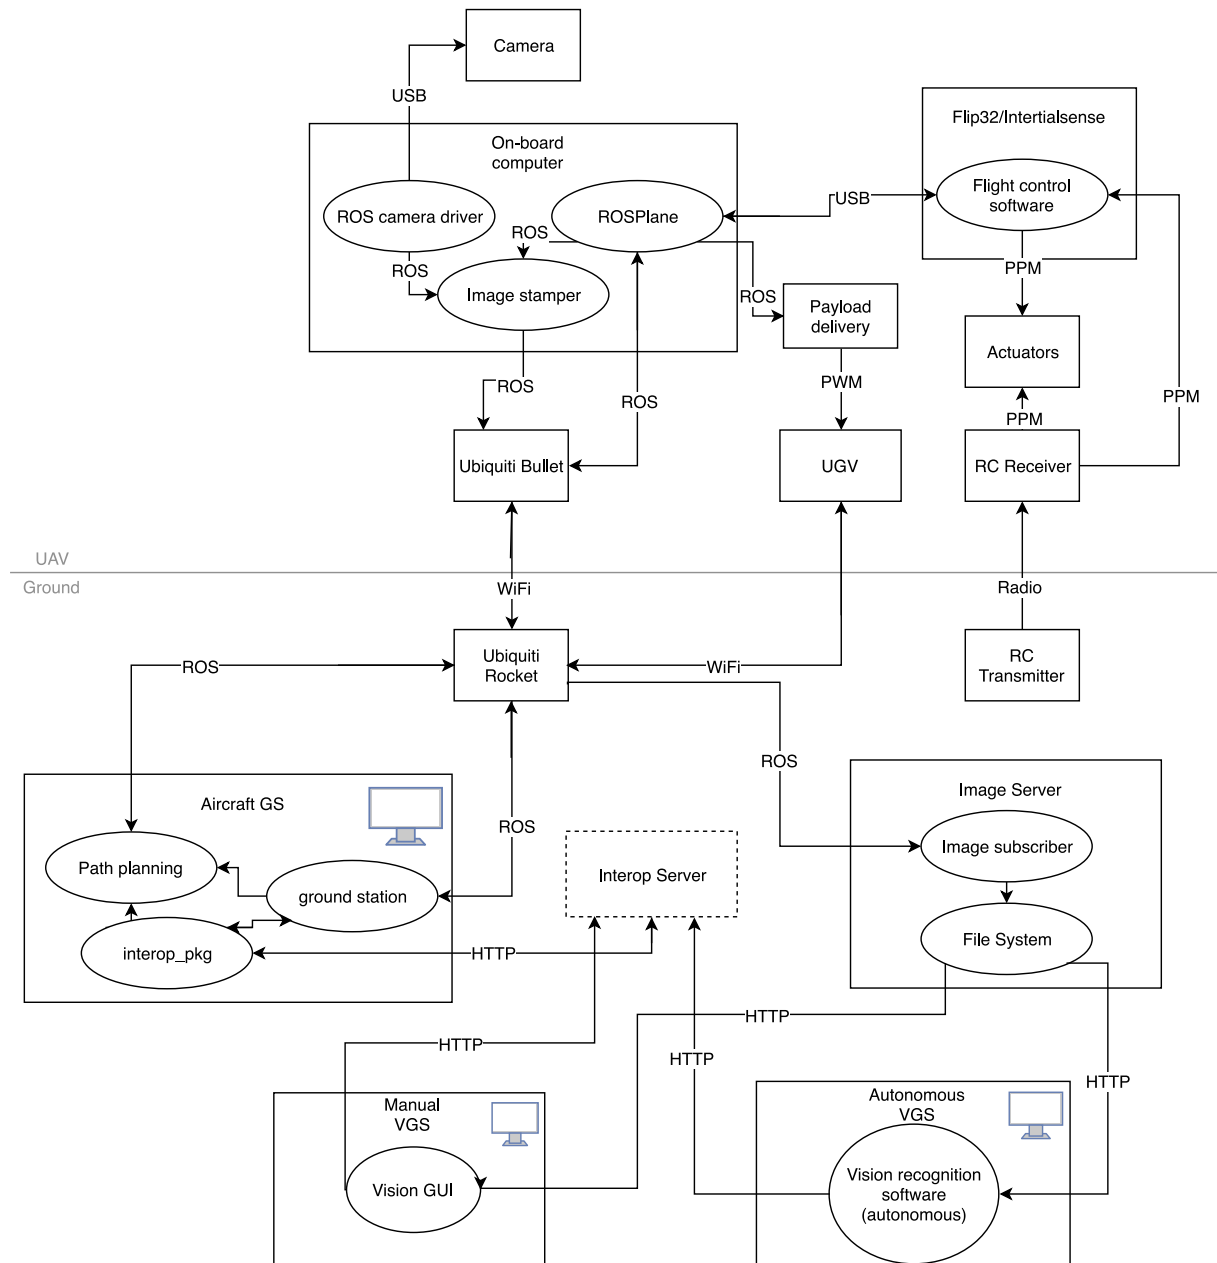 Camera
USB
Flip32/Intertialsense
On-board
computer
Flight control
software
ROS camera driver
ROSPlane
USB
ROS
ROS
PPM
Image stamper
ROS
Payload
delivery
Actuators
ROS
PWM
ROS
PPM
PPM
Ubiquiti Bullet
UGV
RC Receiver
UAV
Ground
WiFi
Radio
Ubiquiti
Rocket
RC
Transmitter
ROS
WiFi
ROS
Aircraft GS
Image Server
ROS
Path planning
Image subscriber
Interop Server
ground station
interop_pkg
HTTP
File System
HTTP
HTTP
HTTP
HTTP
Manual
VGS
Autonomous
VGS
Vision GUI
Vision recognition
software
(autonomous)